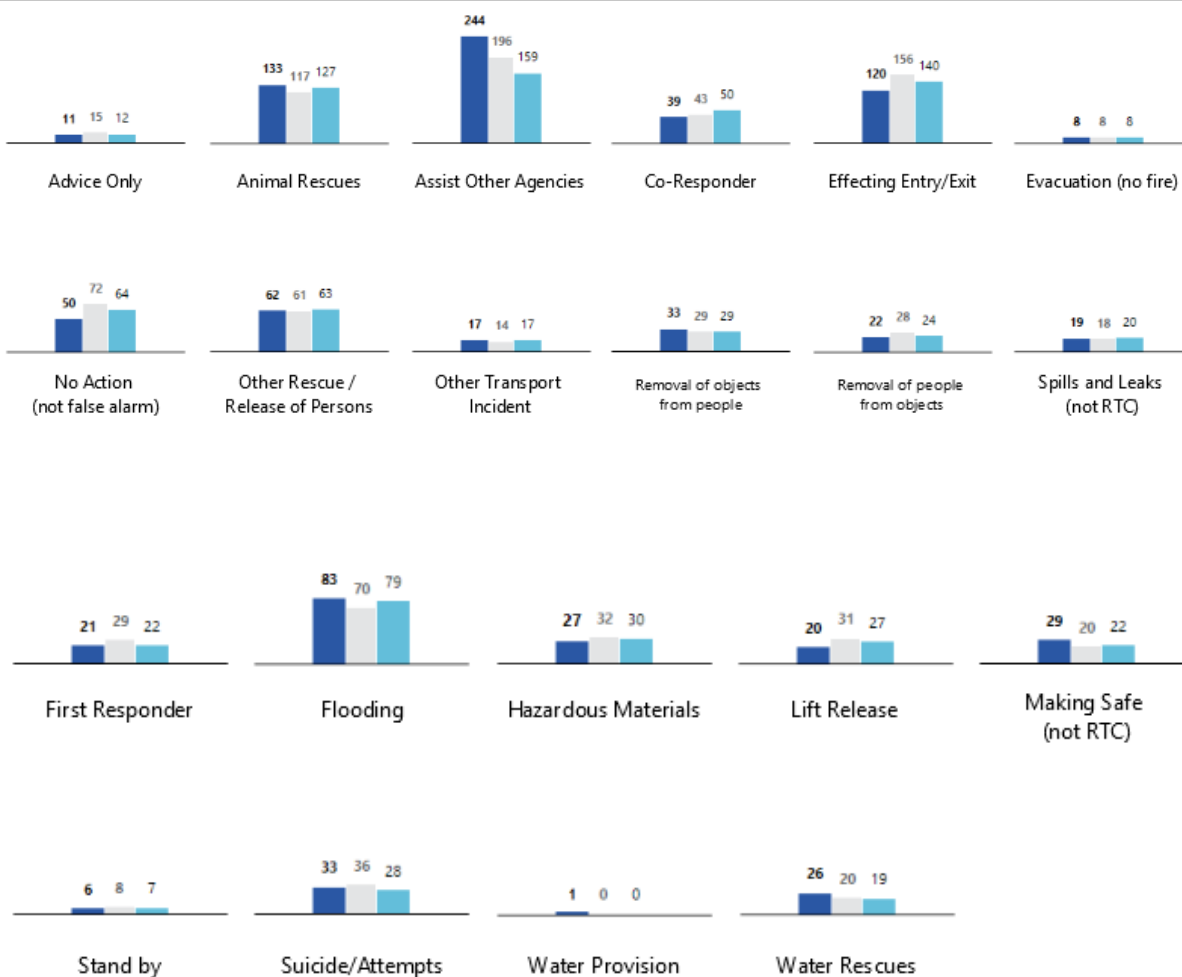 244
196
159
133
117
127
120
156
140
39
43
50
11
15
12
8
8
8
Advice Only
Animal Rescues
Assist Other Agencies
Co-Responder
Effecting Entry/Exit
Evacuation (no fire)
50
72
64
62
61
63
17
14
17
33
29
29
22
28
24
19
18
20
No Action
(not false alarm)
Other Rescue /
Release of Persons
Other Transport
Incident
Removal of objects
from people
Removal of people
from objects
Spills and Leaks
(not RTC)
21
29
22
83
70
79
27
32
30
20
31
27
29
20
22
First Responder
Flooding
Hazardous Materials
Lift Release
Making Safe
(not RTC)
6
8
7
33
36
28
1
0
0
26
20
19
Stand by
Suicide/Attempts
Water Provision
Water Rescues